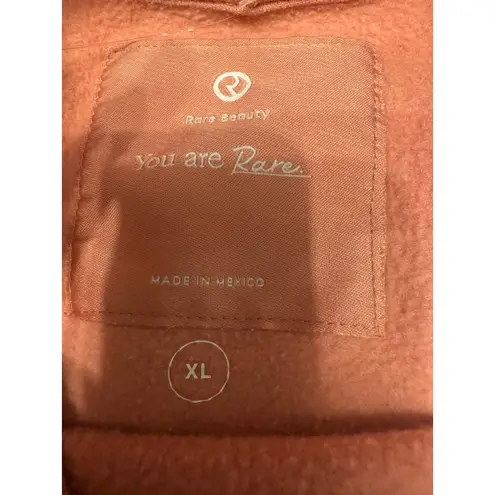 R
Rare Beauty
You are Rare.
MADE IN MEXICO
XL